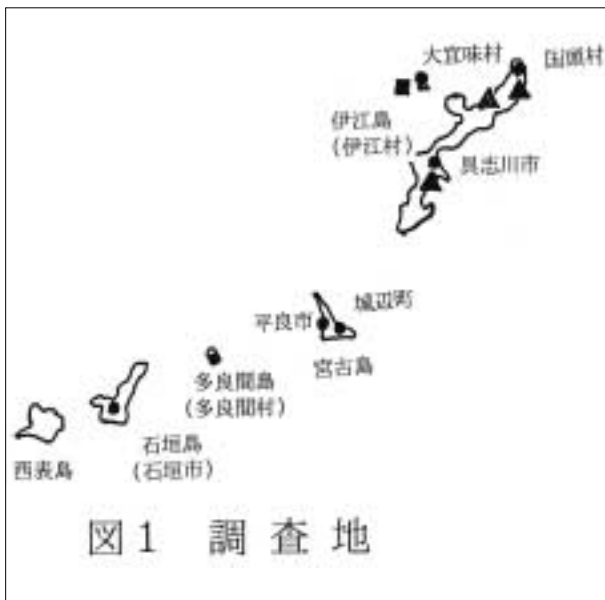 大宜味村
国頭村
伊江島
(伊江村)
具志川市
平良市
城辺町
宮古島
多良間島
(多良間村)
石垣島
(石垣市)
西表島
図1 調査地